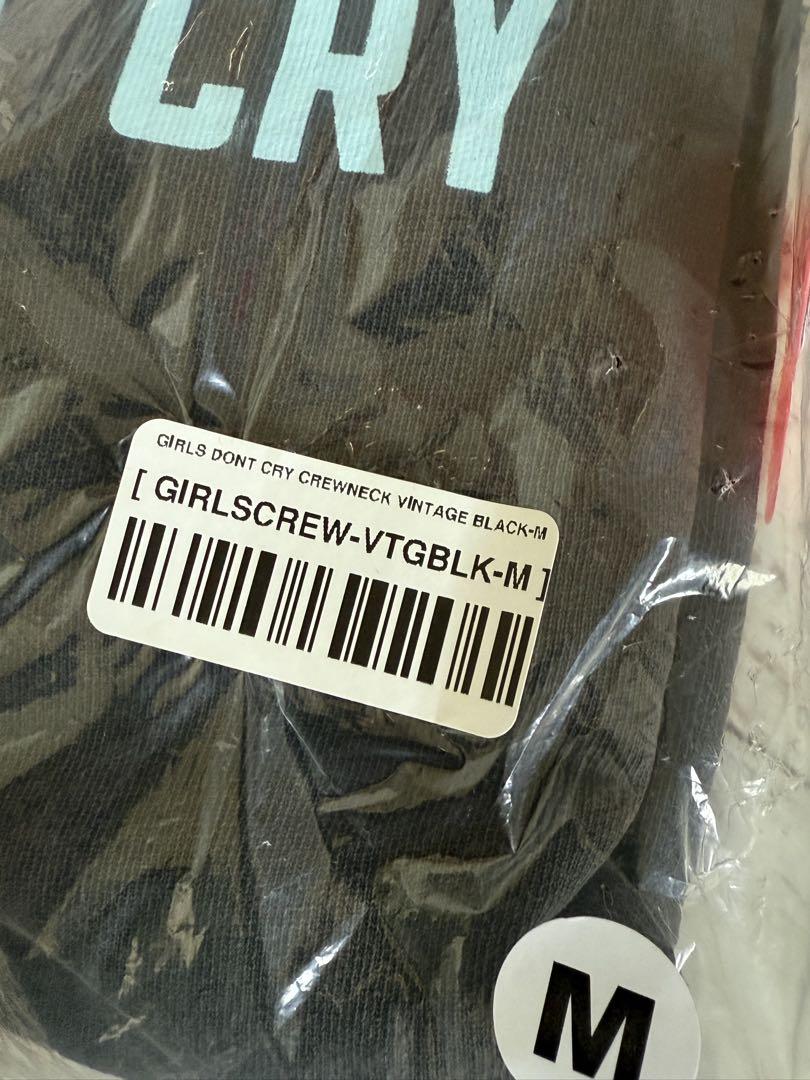 CRY
GIRLS DONT CRY CREWNECK VINTAGE BLACK-M
[ GIRLSCREW-VTGBLK-M ]
M